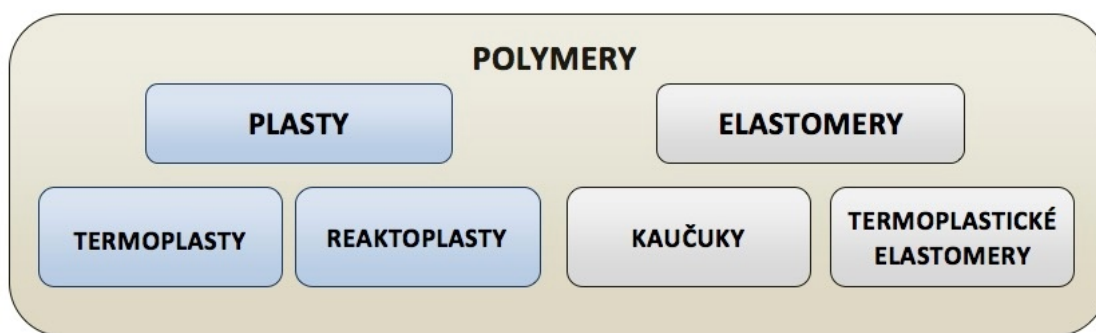 POLYMERY
PLASTY
ELASTOMERY
TERMOPLASTY
REAKTOPLASTY
KAUČUKY
TERMOPLASTICKÉ
ELASTOMERY